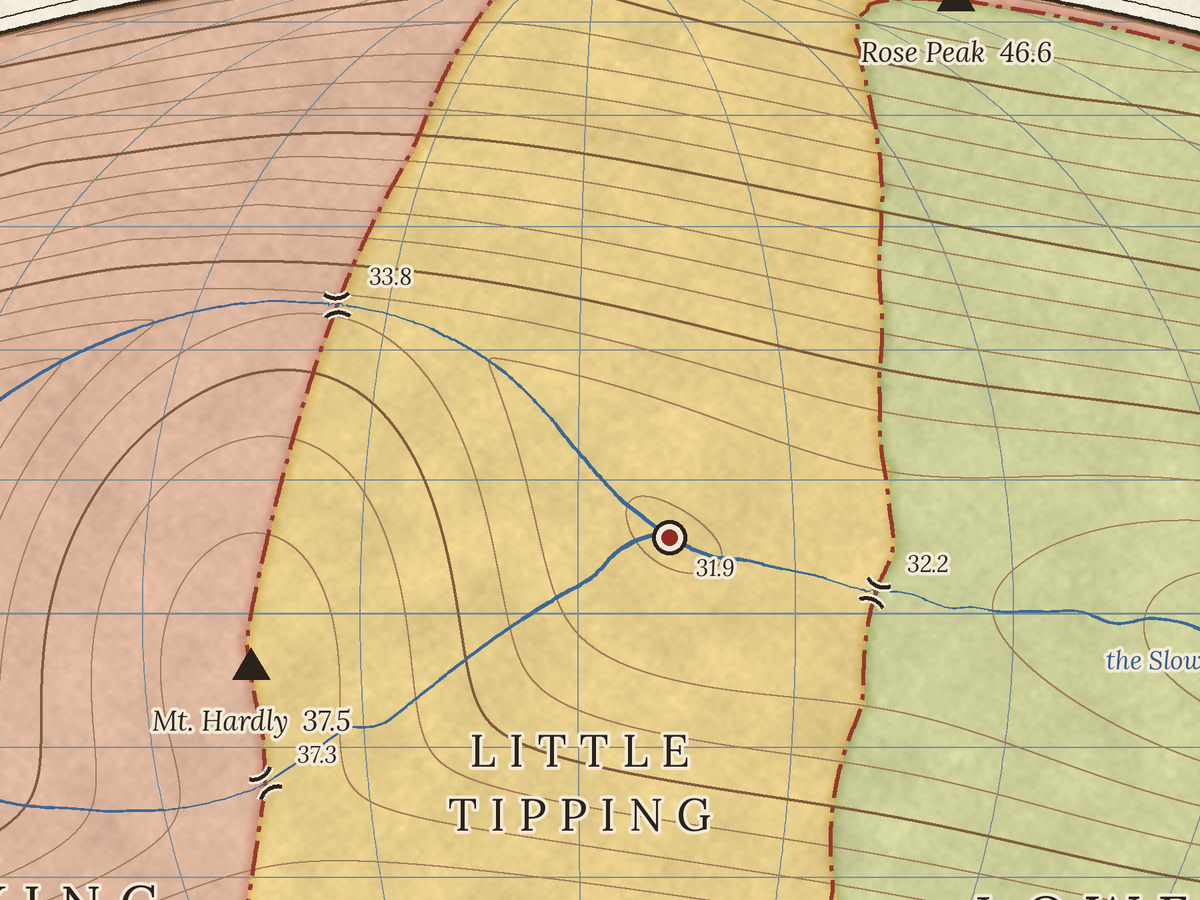 Rose Peak 46.6
33.8
31.9
32.2
the Slow
Mt. Hardly 37.5
37.3
LITTLE
TIPPING